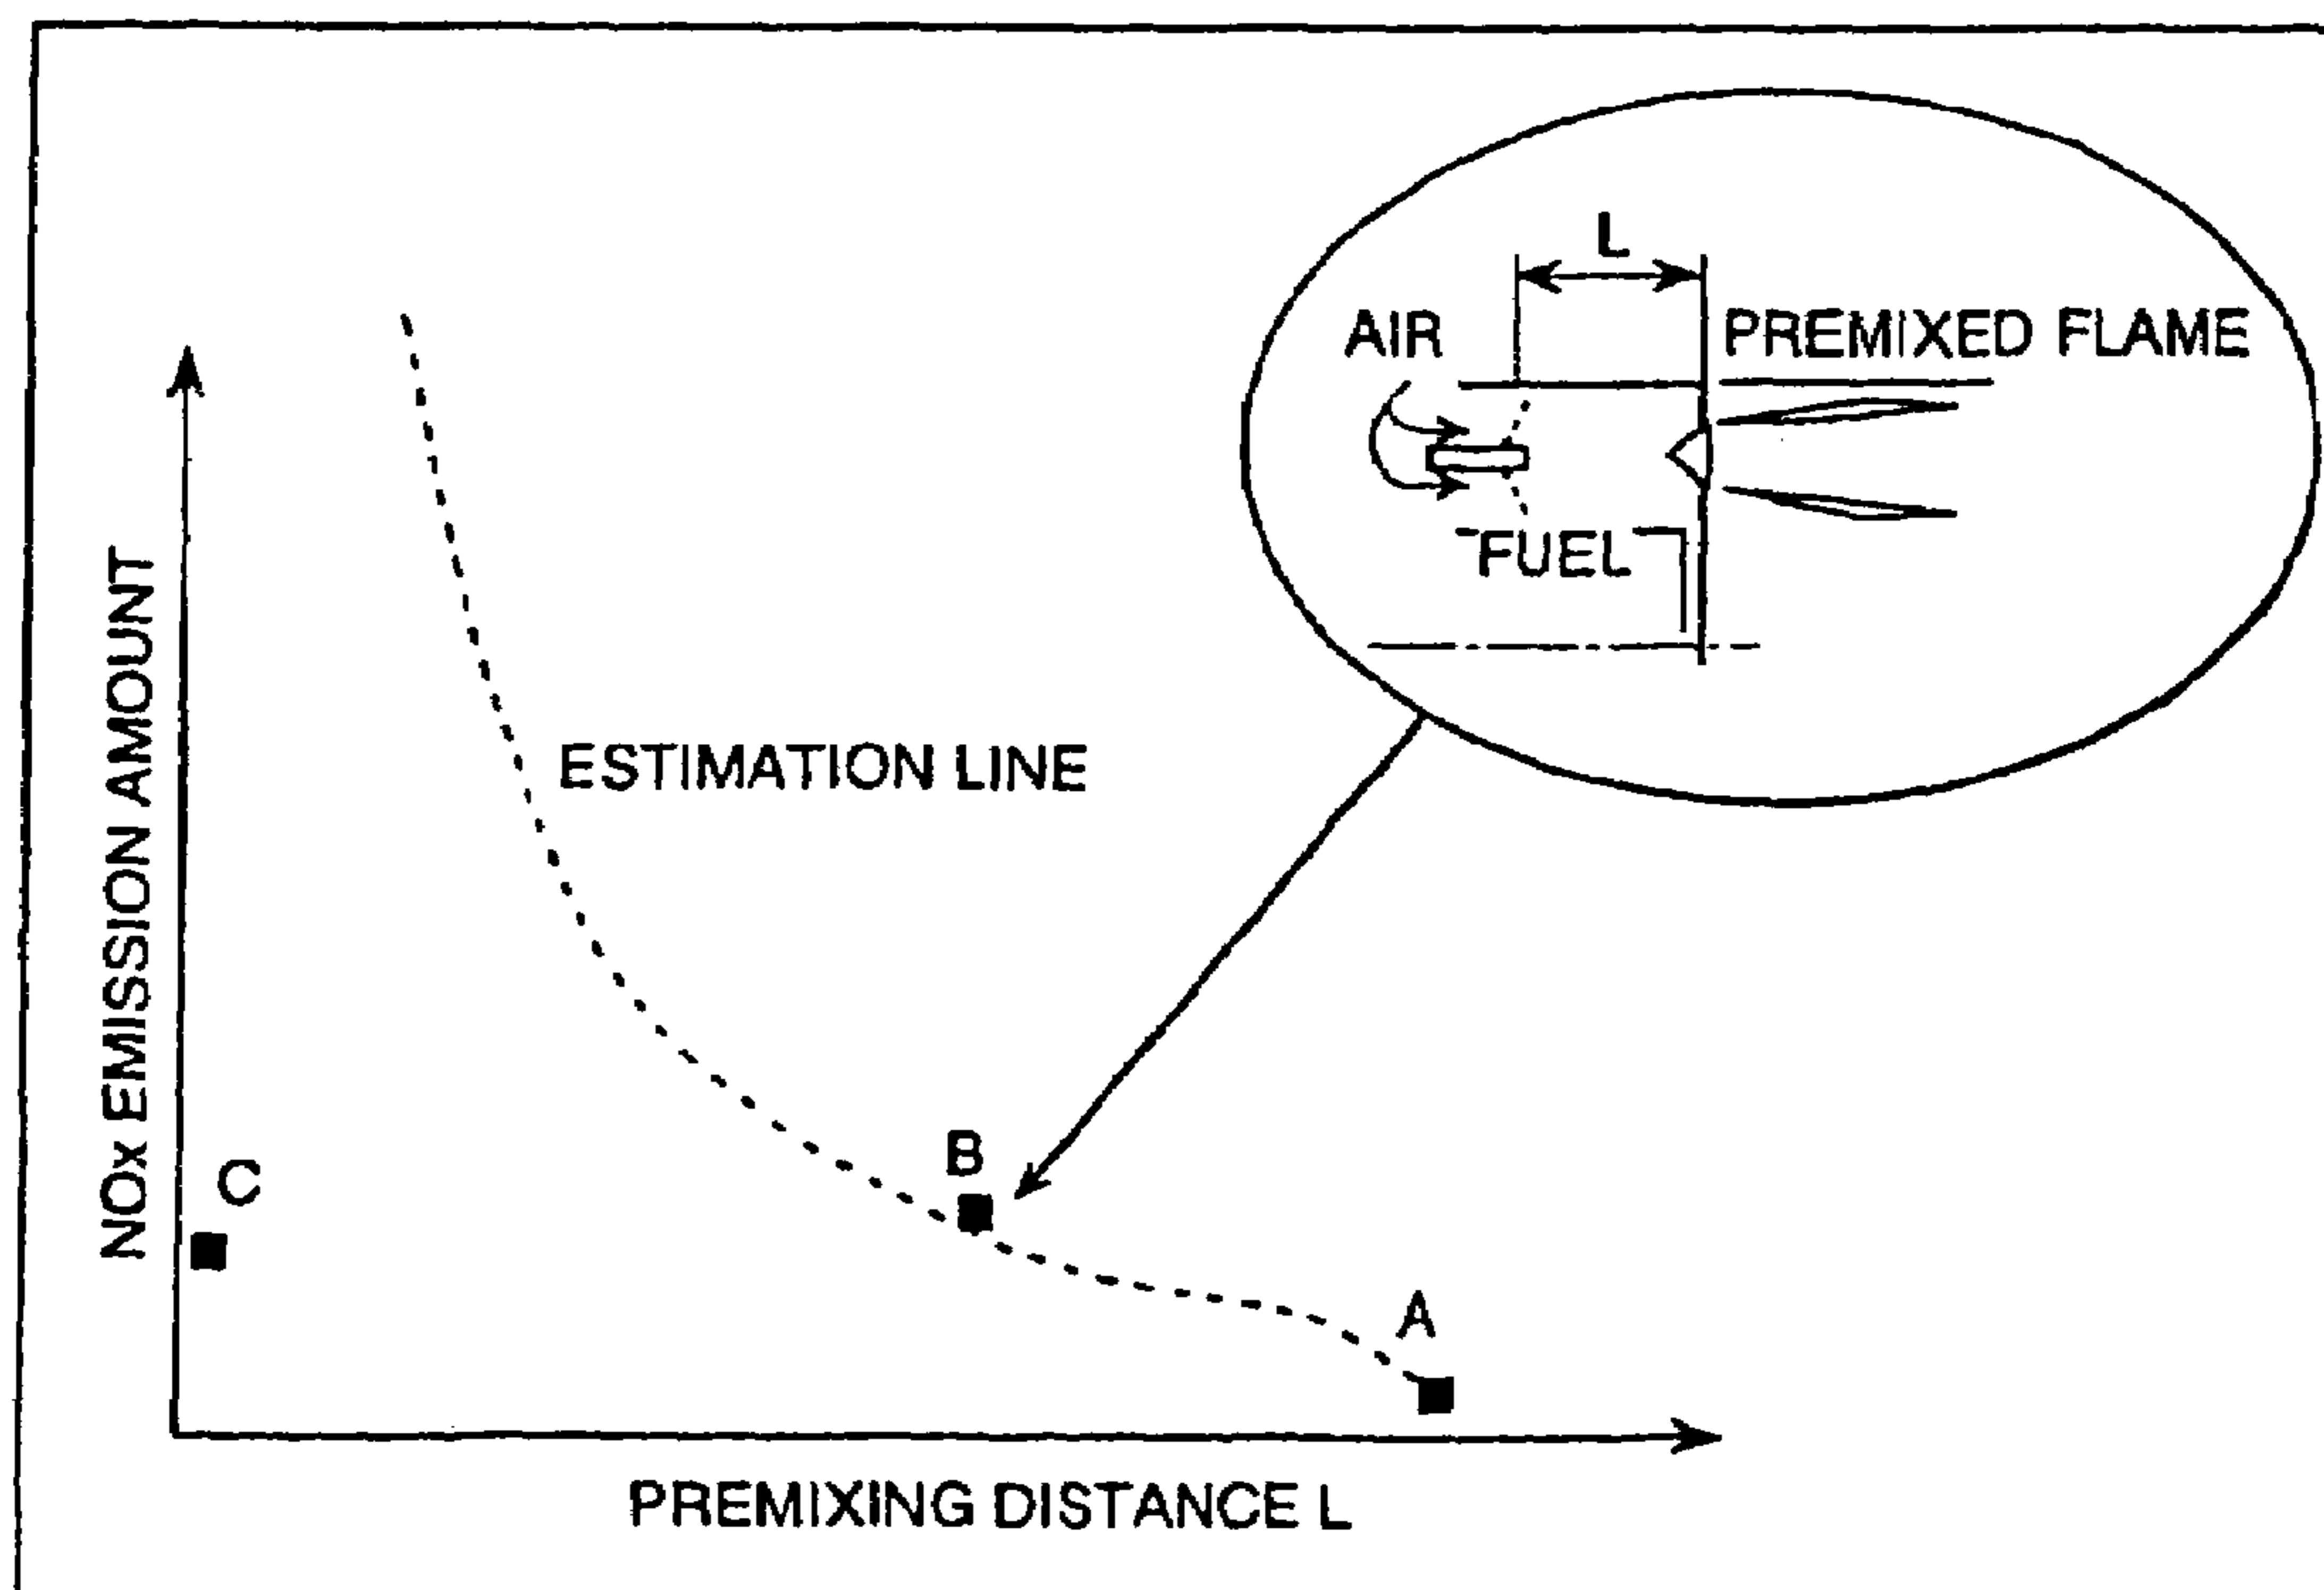 L
AIR
PREMIXED FLAME
FUEL
NOx EMISSION AMOUNT
ESTIMATION LINE
B
C
A
PREMIXING DISTANCE L